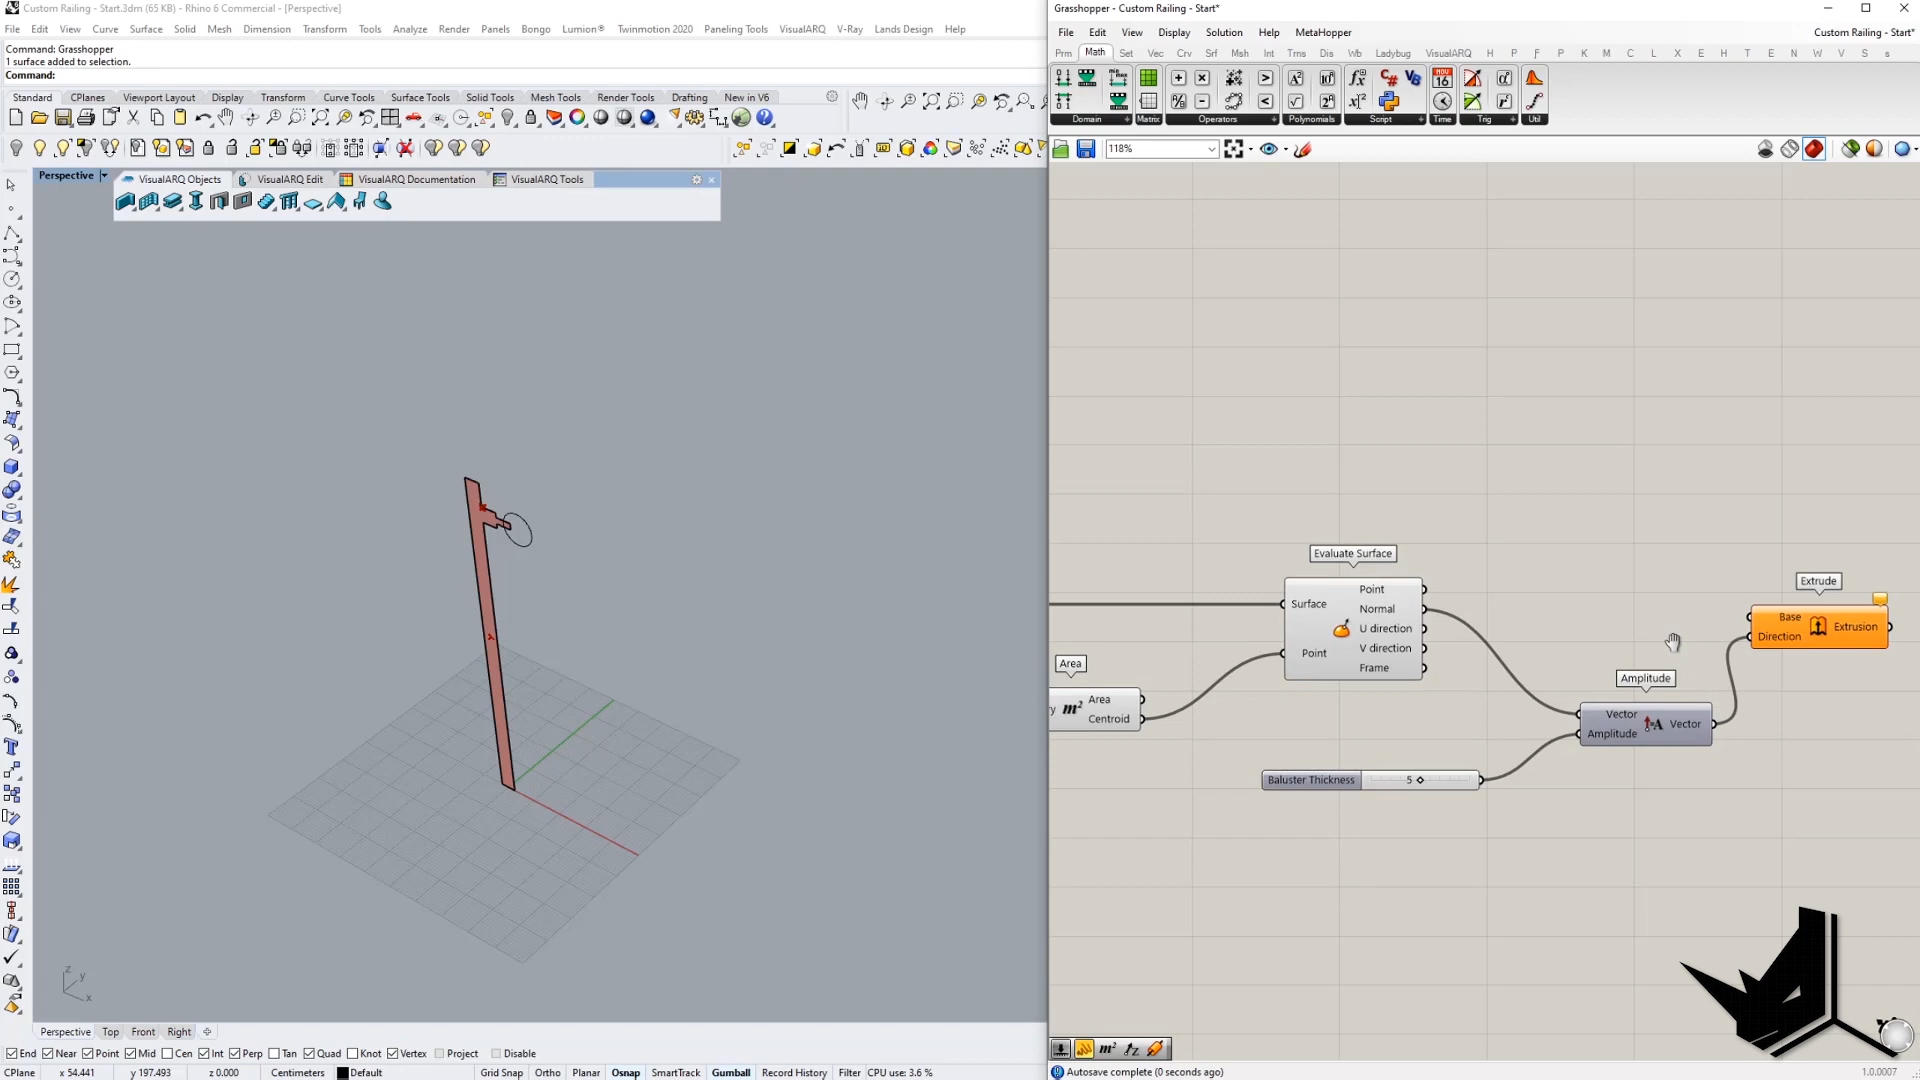 Custom Railing - Start.3dm (65 KB) - Rhino 6 Commercial - [Perspective]
File Edit View Curve Surface Solid Mesh Dimension Transform Tools Analyze Render Panels Bongo Lumion® Twinmotion 2020 Paneling Tools VisualARQ V-Ray Lands Design Help
Command: Grasshopper
1 surface added to selection.
Command:
Standard CPlanes Viewport Layout Display Transform Curve Tools Surface Tools Solid Tools Mesh Tools Render Tools Drafting New in V6
Perspective
VisualARQ Objects VisualARQ Edit VisualARQ Documentation VisualARQ Tools
z
y
x
Perspective Top Front Right
End Near Point Mid Cen Int Perp Tan Quad Knot Vertex Project Disable
CPlane x 54.441 y 197.493 z 0.000 Centimeters Default Grid Snap Ortho Planar Osnap SmartTrack Gumball Record History Filter CPU use: 3.6 %
Grasshopper - Custom Railing - Start*
File Edit View Display Solution Help MetaHopper Custom Railing - Start*
Prm Math Set Vec Crv Srf Msh Int Trns Dis Wb Ladybug VisualARQ H P F P K M C L X E H T E N W V S s
Domain Matrix Operators Polynomials Script Time Trig Util
118%
Evaluate Surface
Surface
Point
Point
Normal
U direction
V direction
Frame
Area
y m² Area
Centroid
Baluster Thickness 5
Amplitude
Vector
Amplitude
A Vector
Extrude
Base
Direction
Extrusion
Autosave complete (0 seconds ago) 1.0.0007